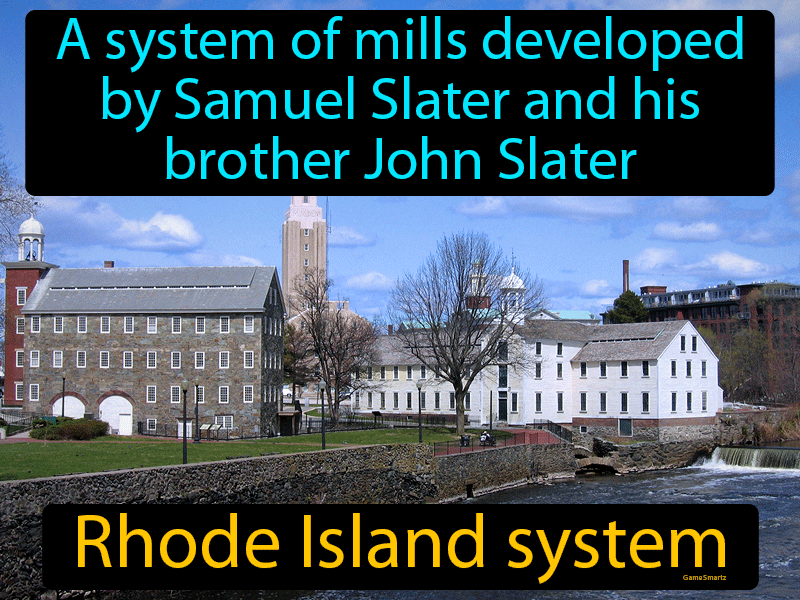 A system of mills developed
by Samuel Slater and his
brother John Slater
Rhode Island system
GameSmartz